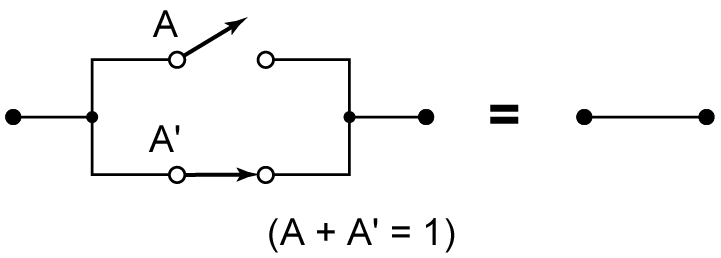 A
A'
=
(A + A' = 1)